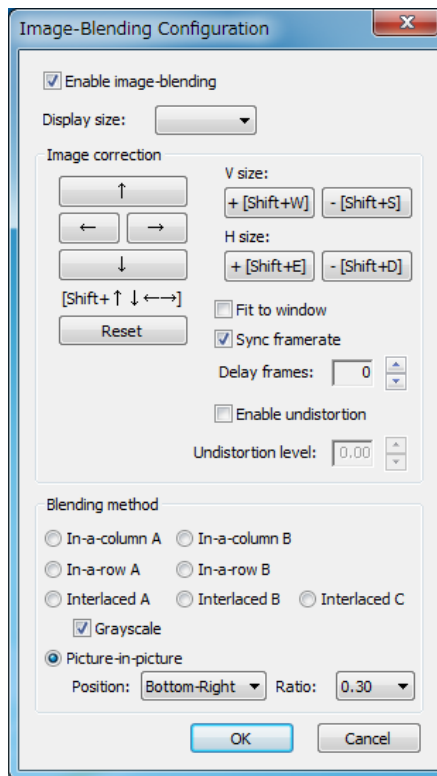 Image-Blending Configuration
x
Enable image-blending
Display size:
Image correction
V size:
↑
+ [Shift+W] - [Shift+S]
← →
H size:
↓
+ [Shift+E] - [Shift+D]
[Shift+↑↓←→]
Fit to window
Reset
Sync framerate
Delay frames: 0
Enable undistortion
Undistortion level: 0.00
Blending method
In-a-column A In-a-column B
In-a-row A In-a-row B
Interlaced A Interlaced B Interlaced C
Grayscale
Picture-in-picture
Position: Bottom-Right Ratio: 0.30
OK Cancel